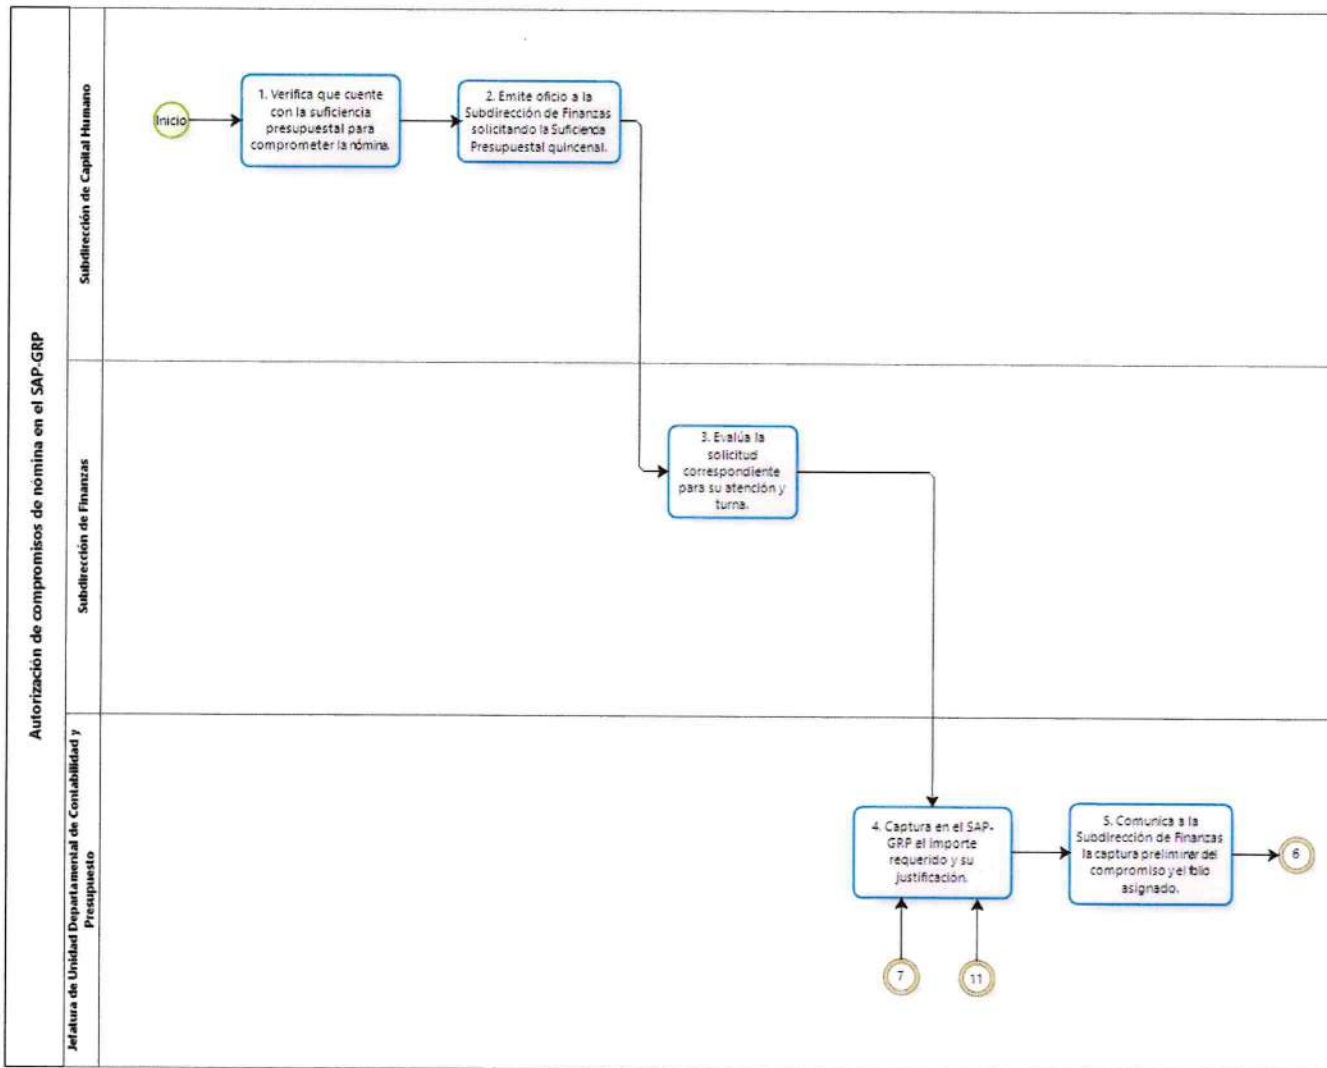 Autorización de compromisos de nómina en el SAP-GRP
Subdirección de Capital Humano
Inicio
1. Verifica que cuente
con la suficiencia
presupuestal para
comprometer la nómina.
2. Emite oficio a la
Subdirección de Finanzas
solicitando la Suficiencia
Presupuestal quincenal.
Subdirección de Finanzas
3. Evalúa la
solicitud
correspondiente
para su atención y
turna.
Jefatura de Unidad Departamental de Contabilidad y
Presupuesto
4. Captura en el SAP-
GRP el importe
requerido y su
justificación.
5. Comunica a la
Subdirección de Finanzas
la captura preliminar del
compromiso y el folio
asignado.
6
7
11